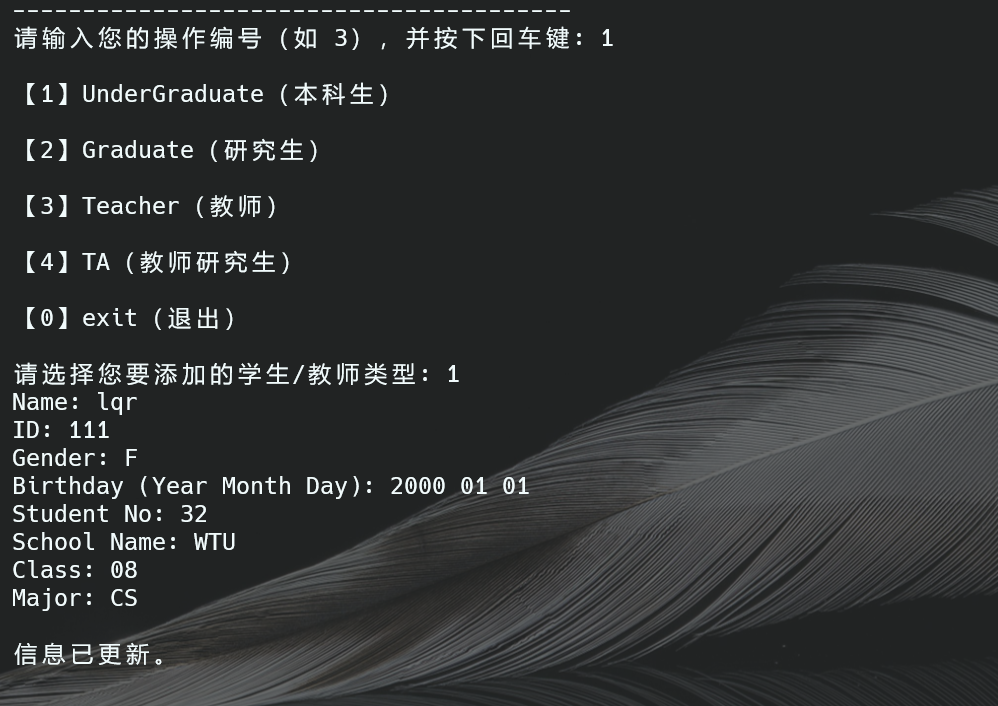 ----------------------------------------
请输入您的操作编号（如 3），并按下回车键: 1
【1】UnderGraduate（本科生）
【2】Graduate（研究生）
【3】Teacher（教师）
【4】TA（教师研究生）
【0】exit（退出）
请选择您要添加的学生/教师类型: 1
Name: lqr
ID: 111
Gender: F
Birthday (Year Month Day): 2000 01 01
Student No: 32
School Name: WTU
Class: 08
Major: CS
信息已更新。